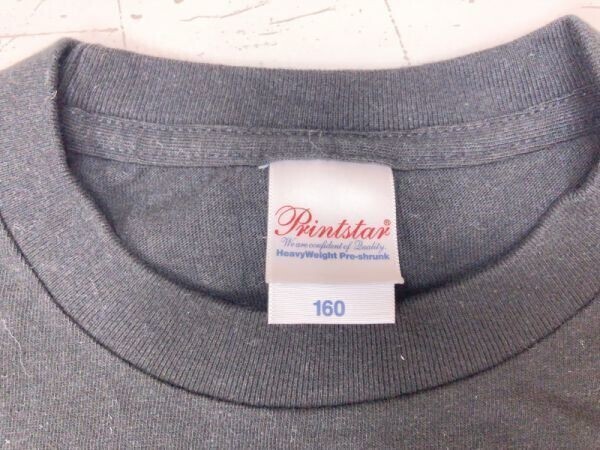 Printstar®
We are confident of Quality.
HeavyWeight Pre-shrunk
160